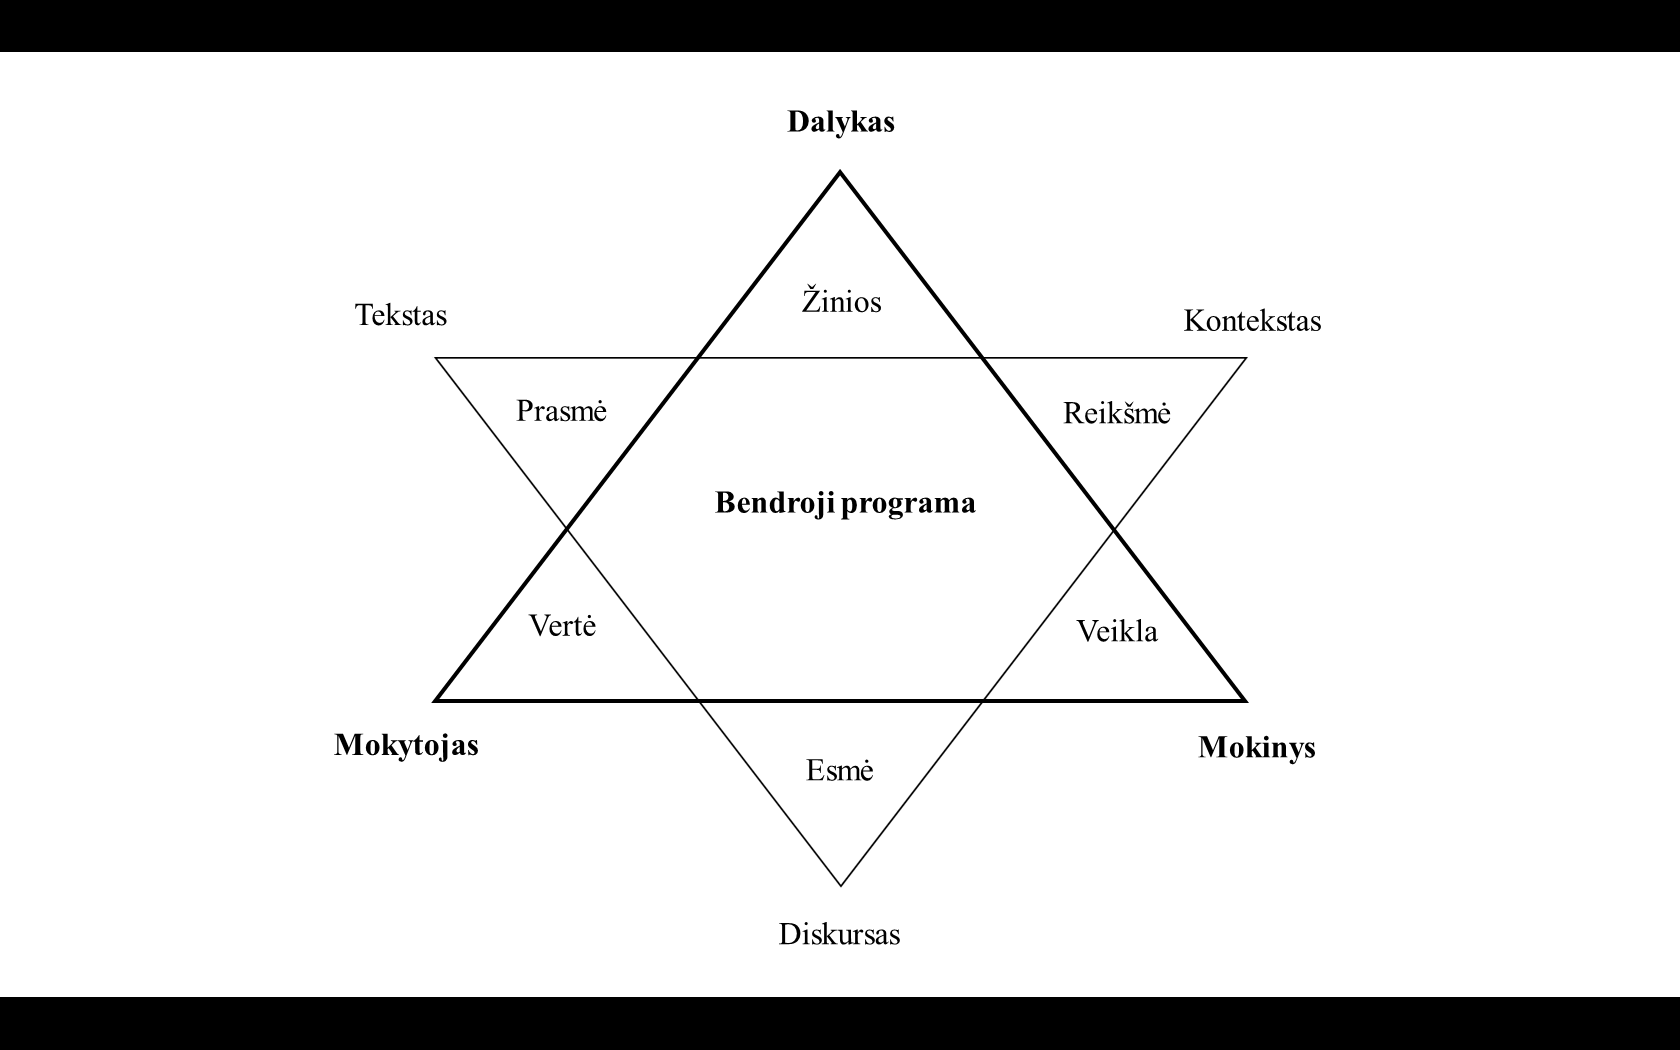 Dalykas
Žinios
Tekstas
Kontekstas
Prasmė
Reikšmė
Bendroji programa
Vertė
Veikla
Mokytojas
Mokinys
Esmė
Diskursas